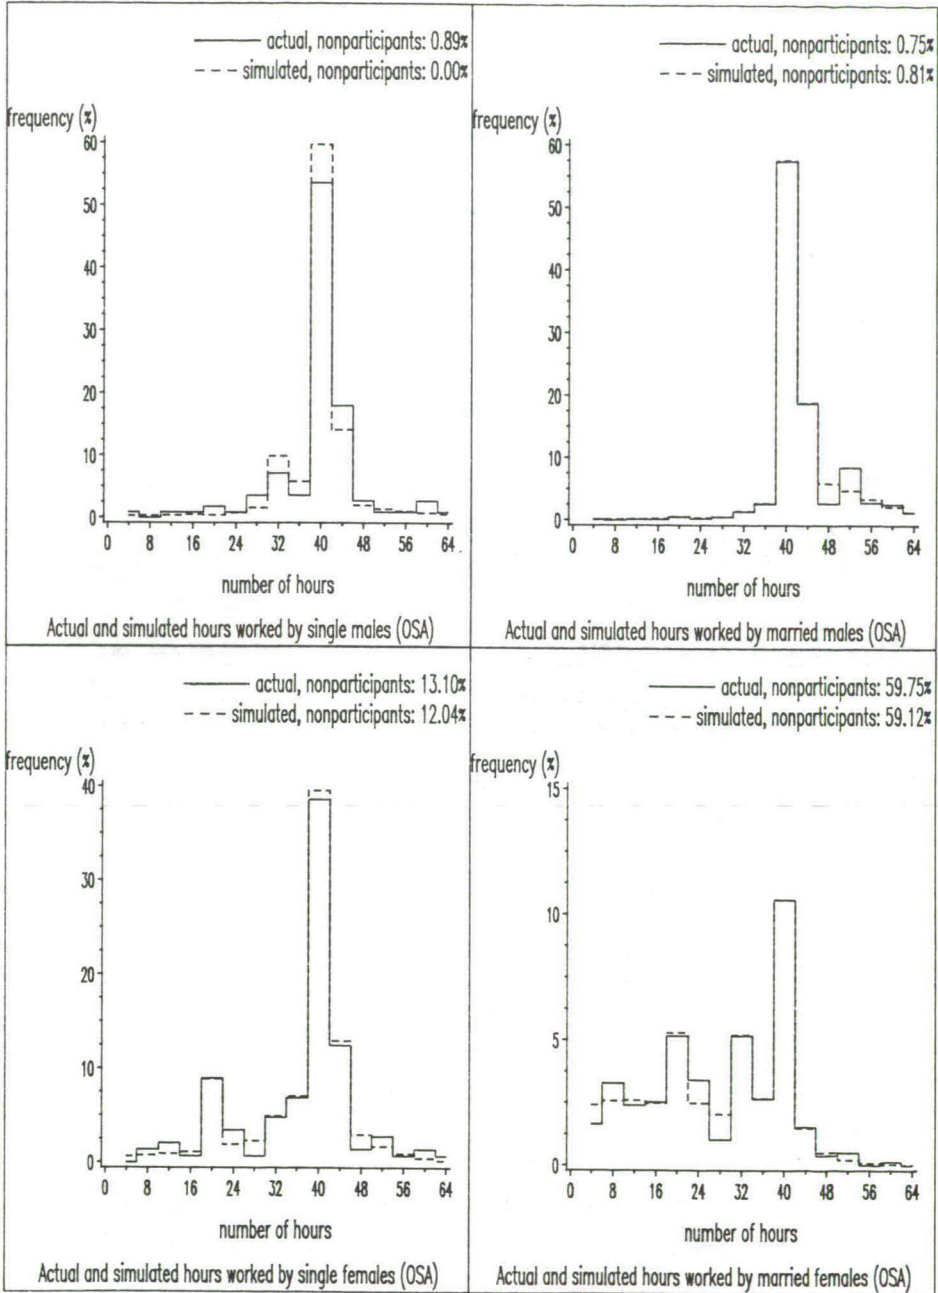 actual, nonparticipants: 0.89%
simulated, nonparticipants: 0.00%
frequency (%)
60
50
40
30
20
10
0
0 8 16 24 32 40 48 56 64
number of hours
Actual and simulated hours worked by single males (OSA)
actual, nonparticipants: 0.75%
simulated, nonparticipants: 0.81%
frequency (%)
60
50
40
30
20
10
0
0 8 16 24 32 40 48 56 64
number of hours
Actual and simulated hours worked by married males (OSA)
actual, nonparticipants: 13.10%
simulated, nonparticipants: 12.04%
frequency (%)
40
30
20
10
0
0 8 16 24 32 40 48 56 64
number of hours
Actual and simulated hours worked by single females (OSA)
actual, nonparticipants: 59.75%
simulated, nonparticipants: 59.12%
frequency (%)
15
10
5
0
0 8 16 24 32 40 48 56 64
number of hours
Actual and simulated hours worked by married females (OSA)